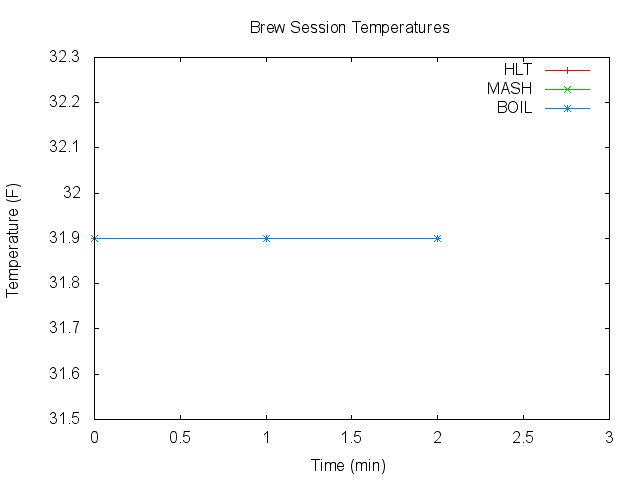 Brew Session Temperatures
32.3
HLT
MASH
BOIL
32.2
32.1
32
31.9
31.8
31.7
31.6
31.5
Temperature (F)
0 0.5 1 1.5 2 2.5 3
Time (min)